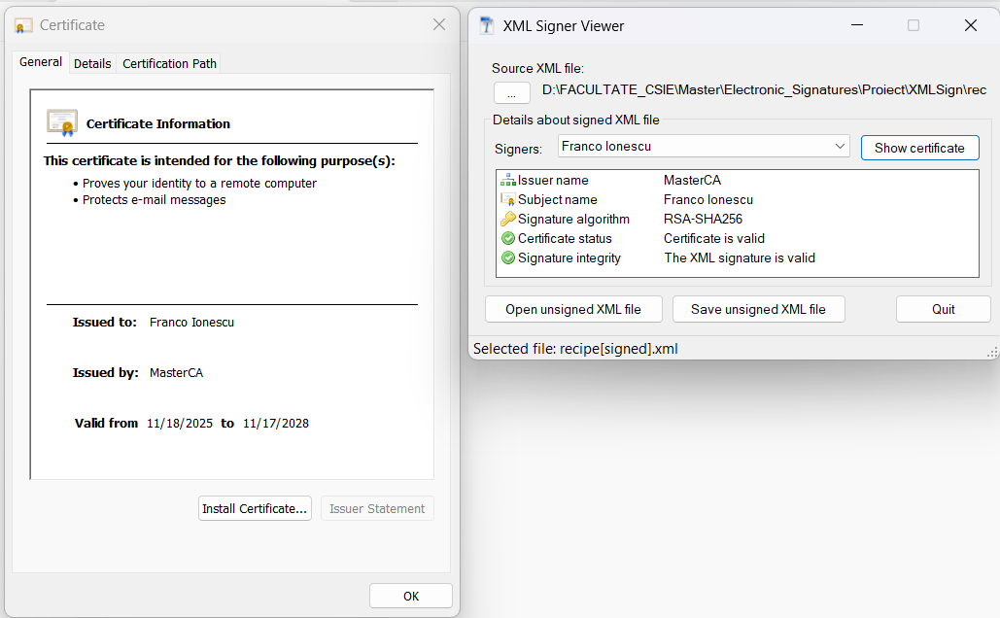 Certificate
General Details Certification Path
Certificate Information
This certificate is intended for the following purpose(s):
• Proves your identity to a remote computer
• Protects e-mail messages
Issued to: Franco Ionescu
Issued by: MasterCA
Valid from 11/18/2025 to 11/17/2028
Install Certificate... Issuer Statement
OK
XML Signer Viewer
Source XML file:
... D:\FACULTATE_CSIE\Master\Electronic_Signatures\Proiect\XMLSign\rec
Details about signed XML file
Signers: Franco Ionescu Show certificate
Issuer name MasterCA
Subject name Franco Ionescu
Signature algorithm RSA-SHA256
Certificate status Certificate is valid
Signature integrity The XML signature is valid
Open unsigned XML file Save unsigned XML file Quit
Selected file: recipe[signed].xml